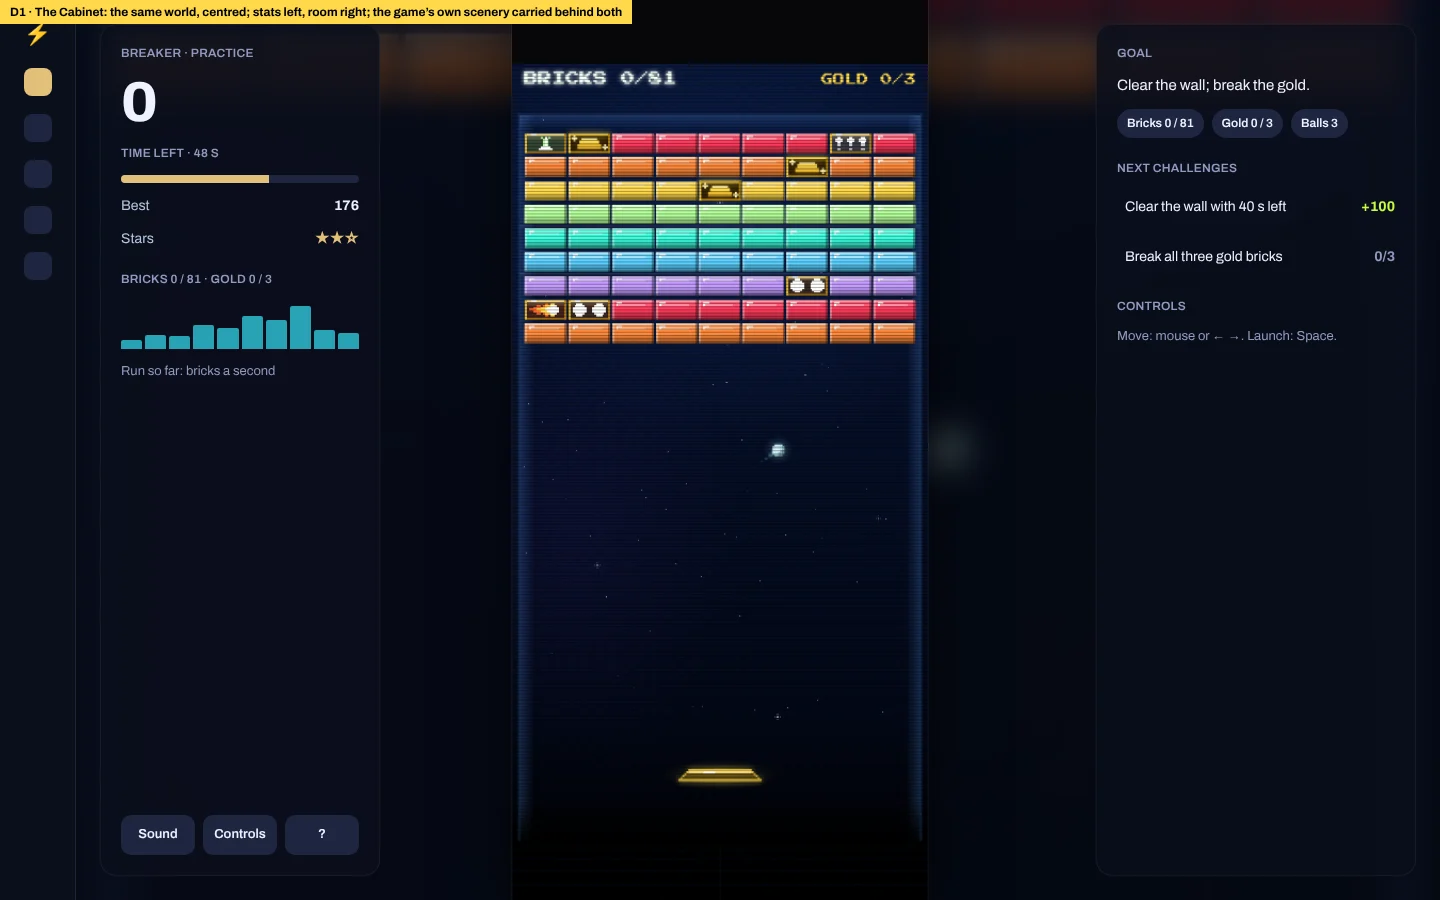 D1 · The Cabinet: the same world, centred; stats left, room right; the game's own scenery carried behind both
BREAKER · PRACTICE
0
TIME LEFT · 48 S
Best 176
Stars ★★⯪
BRICKS 0 / 81 · GOLD 0 / 3
Run so far: bricks a second
Sound Controls ?
BRICKS 0/81 GOLD 0/3
GOAL
Clear the wall; break the gold.
Bricks 0 / 81 Gold 0 / 3 Balls 3
NEXT CHALLENGES
Clear the wall with 40 s left +100
Break all three gold bricks 0/3
CONTROLS
Move: mouse or ← →. Launch: Space.